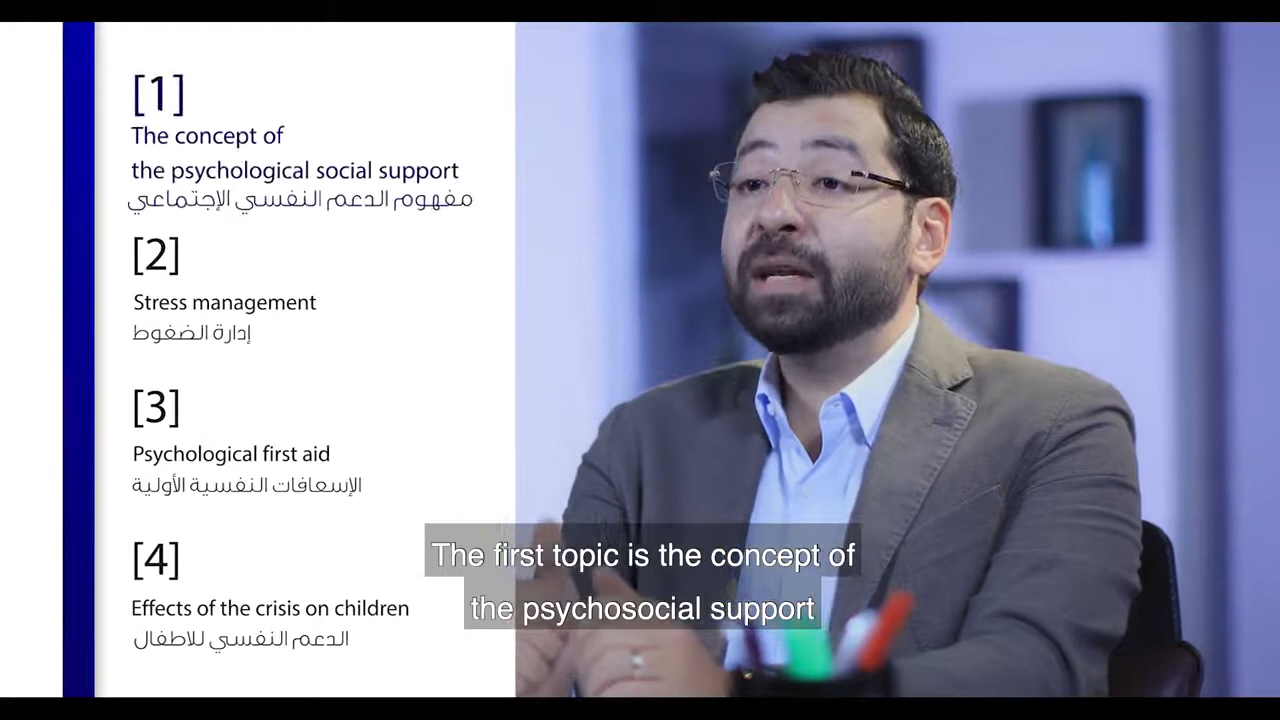 [1]
The concept of
the psychological social support
مفهوم الدعم النفسي الإجتماعي
[2]
Stress management
إدارة الضغوط
[3]
Psychological first aid
الإسعافات النفسية الأولية
[4]
Effects of the crisis on children
الدعم النفسي للاطفال
The first topic is the concept of
the psychosocial support